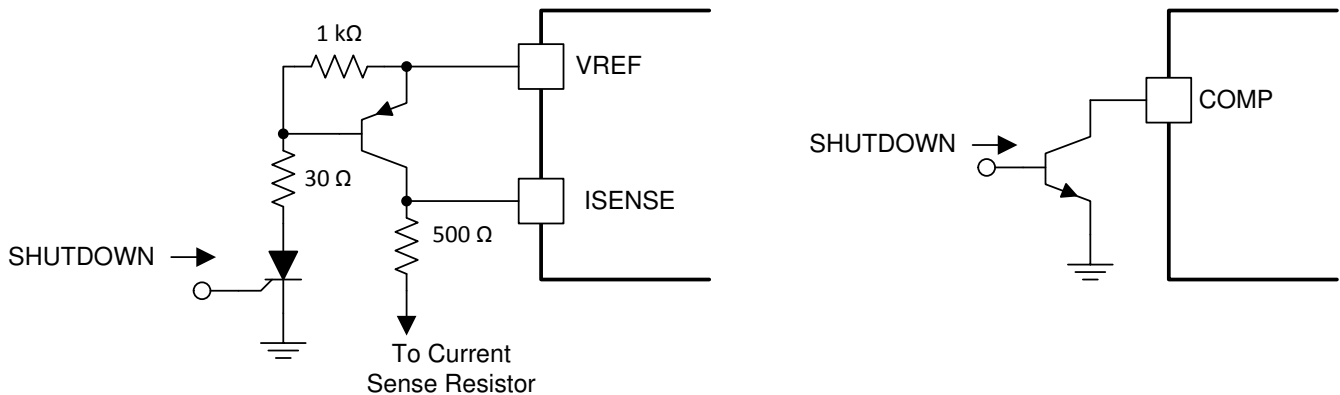 1 kΩ
VREF
30 Ω
ISENSE
500 Ω
SHUTDOWN
To Current
Sense Resistor
COMP
SHUTDOWN